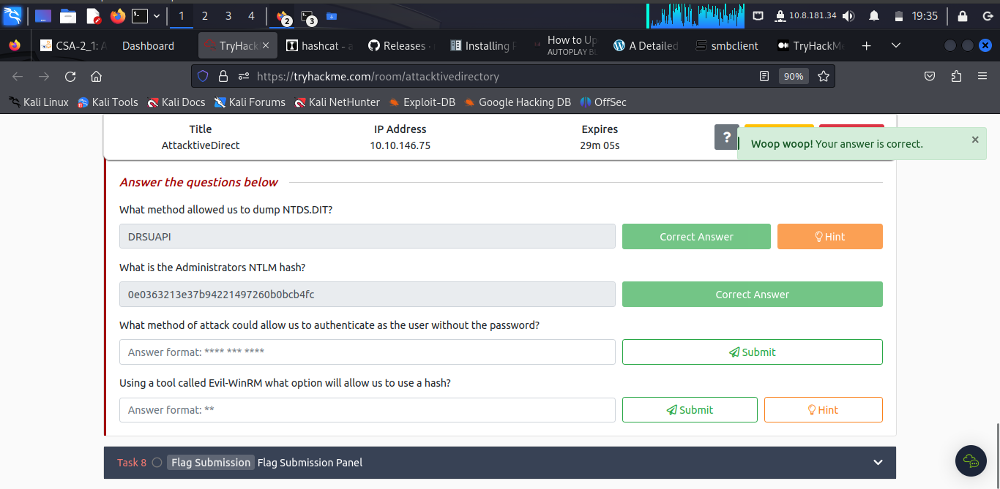 1 2 3 4 2 3 10.8.181.34 19:35
CSA-2_1: A Dashboard TryHack hashcat - a Releases · Installing How to Up A Detailed smbclient TryHackMe
AUTOPLAY
https://tryhackme.com/room/attacktivedirectory 90%
Kali Linux Kali Tools Kali Docs Kali Forums Kali NetHunter Exploit-DB Google Hacking DB OffSec
Title IP Address Expires
AttacktiveDirect 10.10.146.75 29m 05s ?
Woop woop! Your answer is correct. ×
Answer the questions below
What method allowed us to dump NTDS.DIT?
DRSUAPI Correct Answer Hint
What is the Administrators NTLM hash?
0e0363213e37b94221497260b0bcb4fc Correct Answer
What method of attack could allow us to authenticate as the user without the password?
Answer format: **** *** **** Submit
Using a tool called Evil-WinRM what option will allow us to use a hash?
Answer format: ** Submit Hint
Task 8 Flag Submission Flag Submission Panel